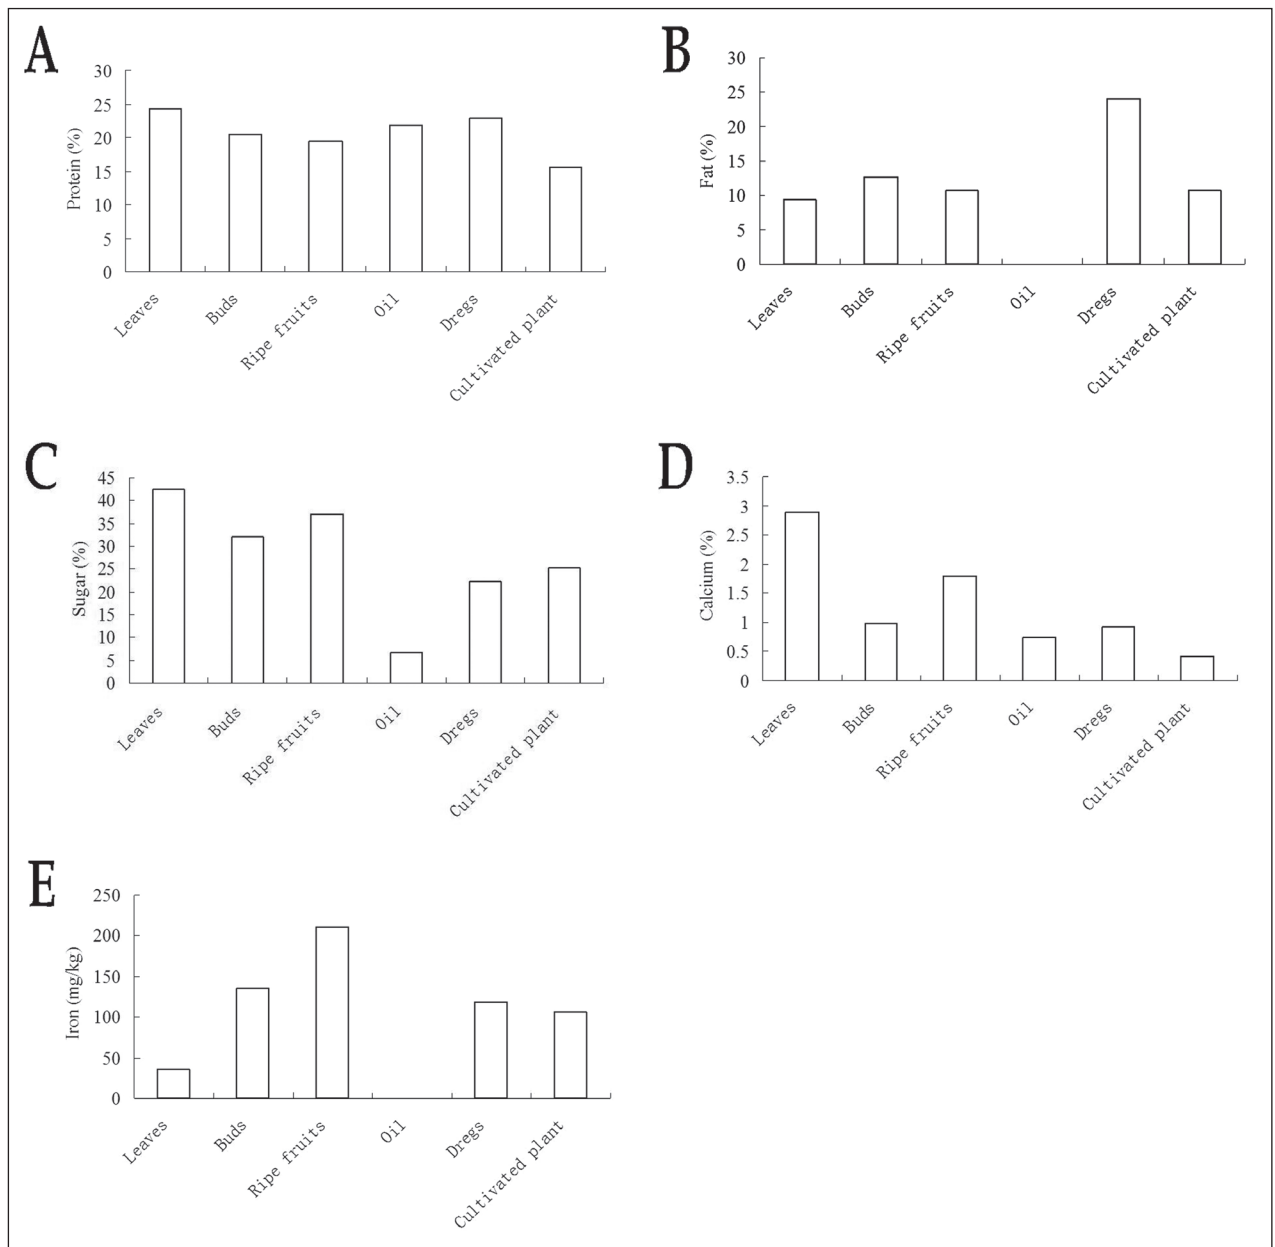 A
30
25
20
15
10
5
0
Protein (%)
Leaves
Buds
Ripe fruits
Oil
Dregs
Cultivated plant
B
30
25
20
15
10
5
0
Fat (%)
Leaves
Buds
Ripe fruits
Oil
Dregs
Cultivated plant
C
45
40
35
30
25
20
15
10
5
0
Sugar (%)
Leaves
Buds
Ripe fruits
Oil
Dregs
Cultivated plant
D
3.5
3
2.5
2
1.5
1
0.5
0
Calcium (%)
Leaves
Buds
Ripe fruits
Oil
Dregs
Cultivated plant
E
250
200
150
100
50
0
Iron (mg/kg)
Leaves
Buds
Ripe fruits
Oil
Dregs
Cultivated plant